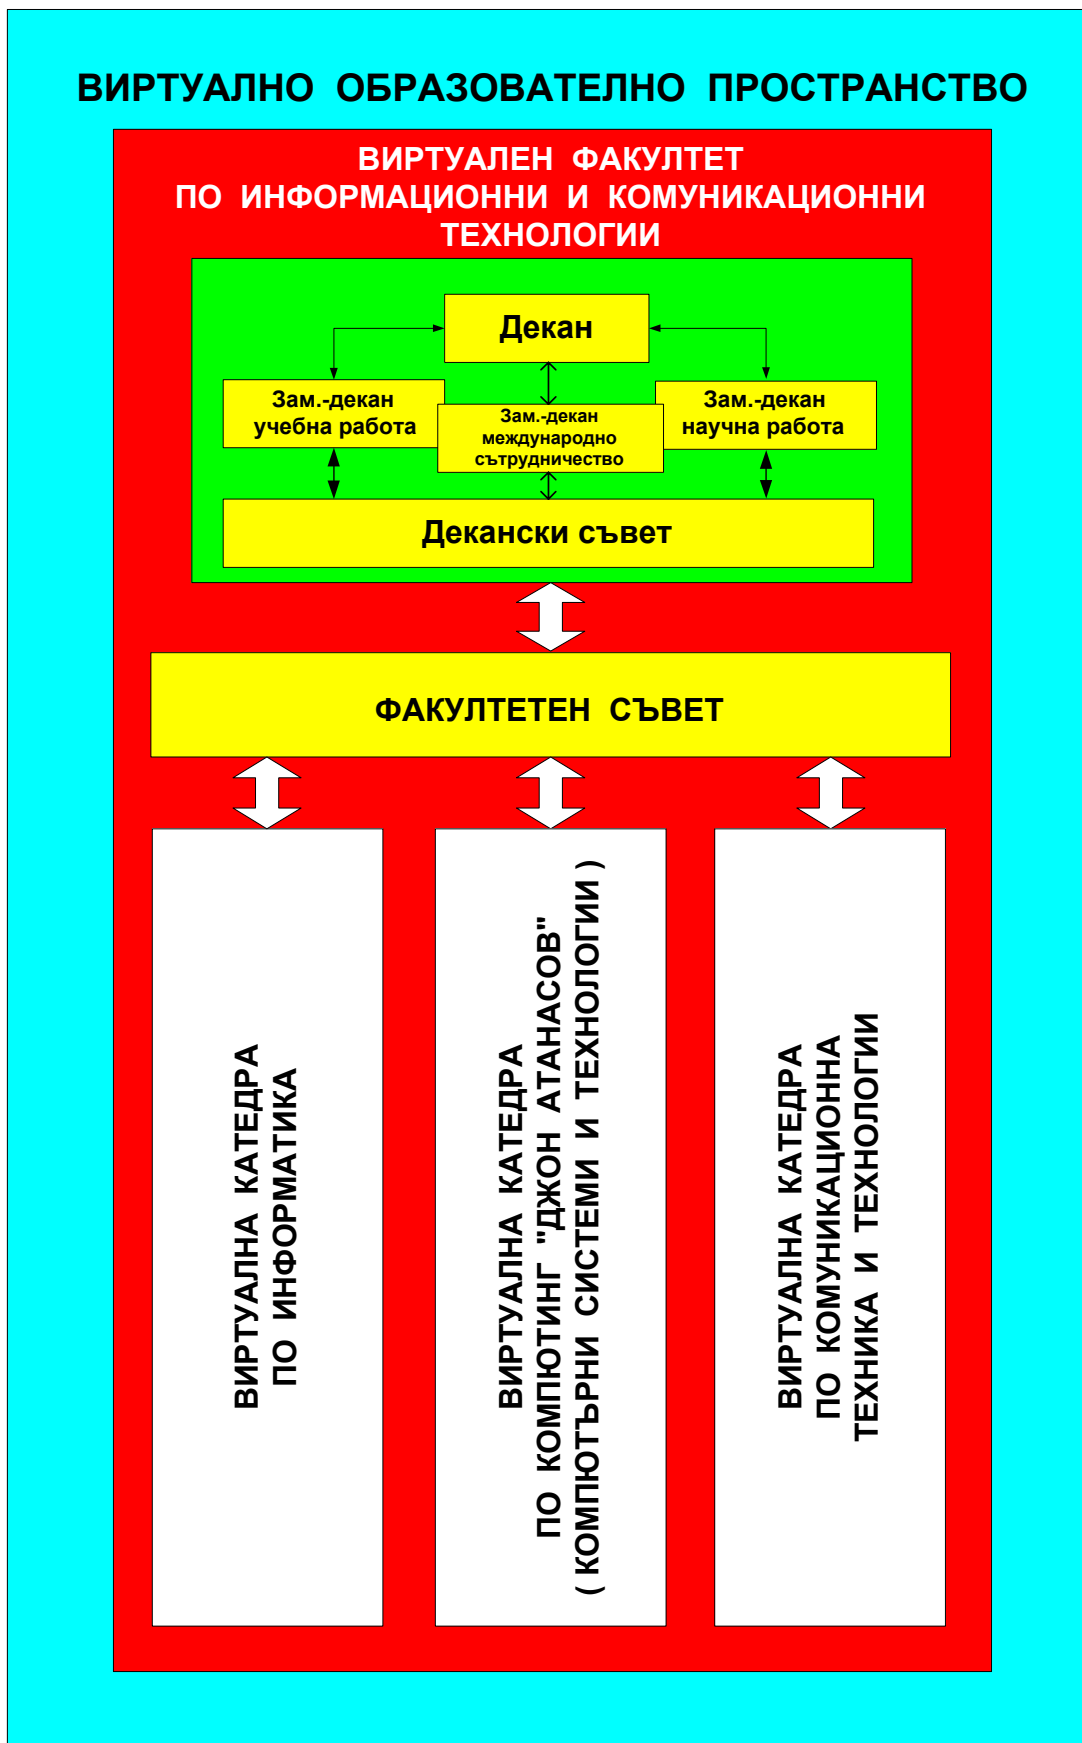 ВИРТУАЛНО ОБРАЗОВАТЕЛНО ПРОСТРАНСТВО
ВИРТУАЛЕН ФАКУЛТЕТ
ПО ИНФОРМАЦИОННИ И КОМУНИКАЦИОННИ
ТЕХНОЛОГИИ
Декан
Зам.-декан
учебна работа
Зам.-декан
международно
сътрудничество
Зам.-декан
научна работа
Декански съвет
ФАКУЛТЕТЕН СЪВЕТ
ВИРТУАЛНА КАТЕДРА
ПО ИНФОРМАТИКА
ВИРТУАЛНА КАТЕДРА
ПО КОМПЮТИНГ "ДЖОН АТАНАСОВ"
( КОМПЮТЪРНИ СИСТЕМИ И ТЕХНОЛОГИИ )
ВИРТУАЛНА КАТЕДРА
ПО КОМУНИКАЦИОННА
ТЕХНИКА И ТЕХНОЛОГИИ